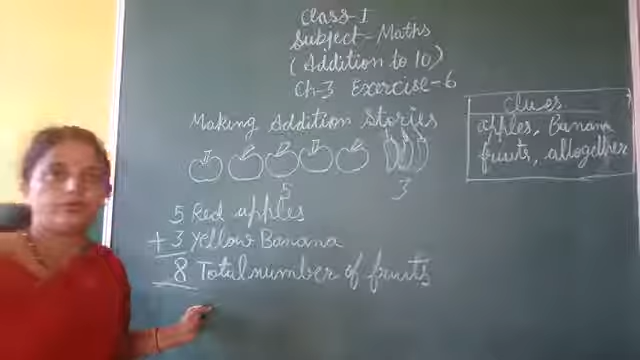 Class-I
Subject-Maths
(Addition to 10)
Ch-3 Exercise-6
Making Addition Stories
5
3
5 Red apples
+ 3 Yellow Banana
8 Total number of fruits
clues
apples, Banana
fruits, altogether